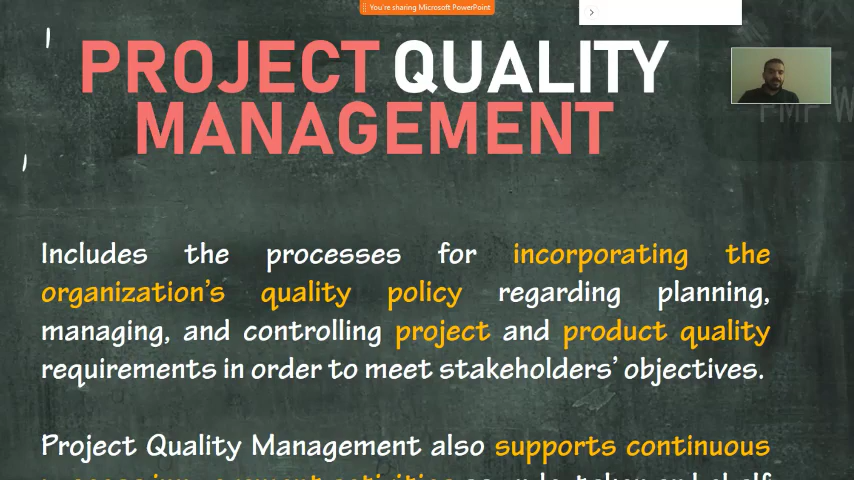 You're sharing Microsoft PowerPoint
PROJECT QUALITY
MANAGEMENT
Includes the processes for incorporating the
organization's quality policy regarding planning,
managing, and controlling project and product quality
requirements in order to meet stakeholders' objectives.
Project Quality Management also supports continuous